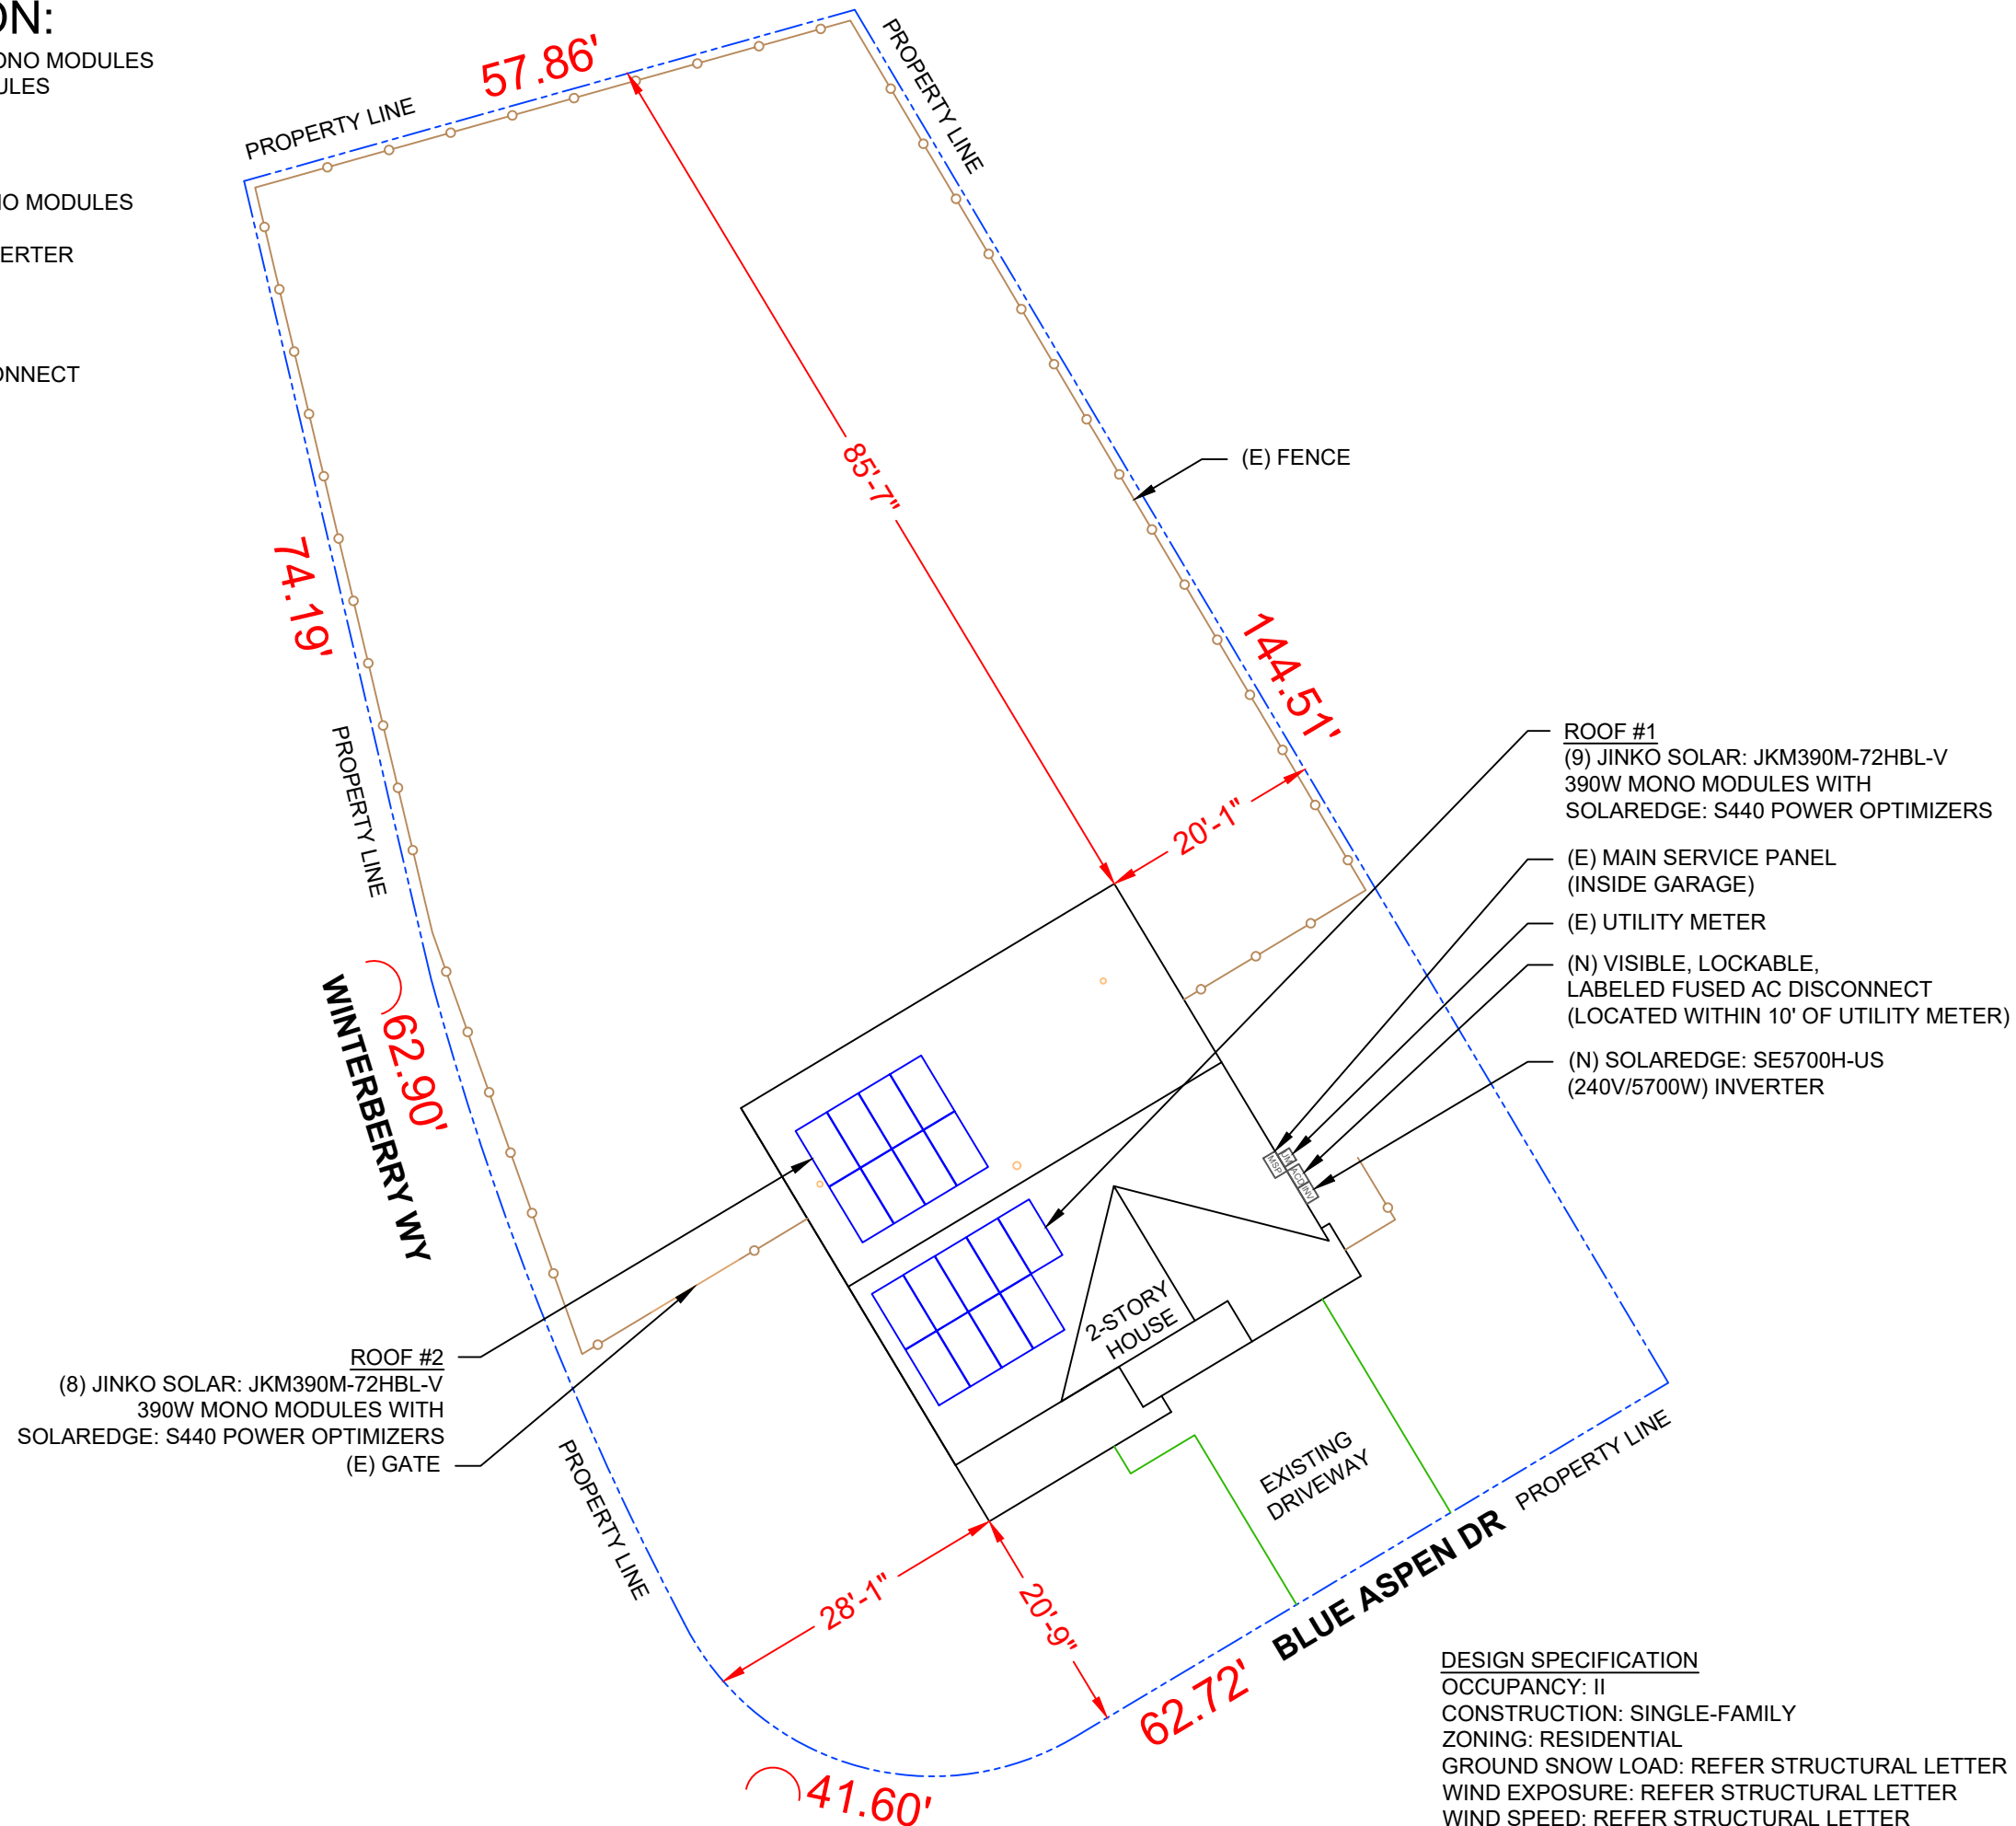 ON:
ONO MODULES
ULES
NO MODULES
ERTER
ONNECT
57.86'
PROPERTY LINE
PROPERTY LINE
85'-7"
(E) FENCE
74.19'
144.51'
PROPERTY LINE
20'-1"
ROOF #1
(9) JINKO SOLAR: JKM390M-72HBL-V
390W MONO MODULES WITH
SOLAREDGE: S440 POWER OPTIMIZERS
(E) MAIN SERVICE PANEL
(INSIDE GARAGE)
(E) UTILITY METER
(N) VISIBLE, LOCKABLE,
LABELED FUSED AC DISCONNECT
(LOCATED WITHIN 10' OF UTILITY METER)
(N) SOLAREDGE: SE5700H-US
(240V/5700W) INVERTER
62.90'
WINTERBERRY WY
MSP
UM
ACD
INV
2-STORY
HOUSE
ROOF #2
(8) JINKO SOLAR: JKM390M-72HBL-V
390W MONO MODULES WITH
SOLAREDGE: S440 POWER OPTIMIZERS
(E) GATE
PROPERTY LINE
EXISTING
DRIVEWAY
PROPERTY LINE
BLUE ASPEN DR
28'-1"
20'-9"
62.72'
41.60'
DESIGN SPECIFICATION
OCCUPANCY: II
CONSTRUCTION: SINGLE-FAMILY
ZONING: RESIDENTIAL
GROUND SNOW LOAD: REFER STRUCTURAL LETTER
WIND EXPOSURE: REFER STRUCTURAL LETTER
WIND SPEED: REFER STRUCTURAL LETTER